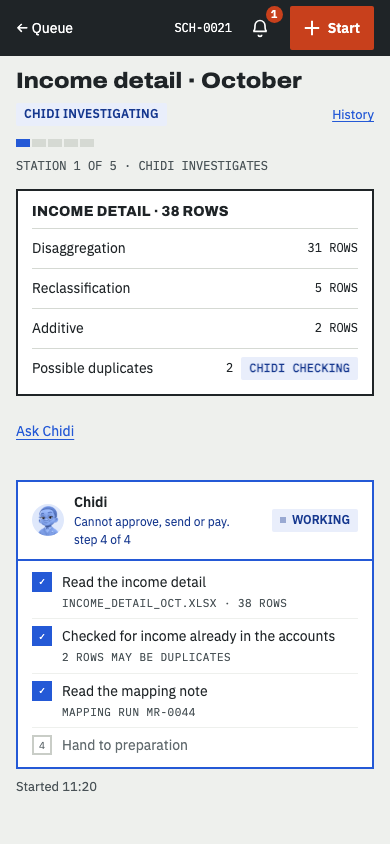 ← Queue
SCH-0021
1
+ Start
Income detail · October
CHIDI INVESTIGATING
History
STATION 1 OF 5 · CHIDI INVESTIGATES
INCOME DETAIL · 38 ROWS
Disaggregation 31 ROWS
Reclassification 5 ROWS
Additive 2 ROWS
Possible duplicates 2 CHIDI CHECKING
Ask Chidi
Chidi
Cannot approve, send or pay.
step 4 of 4
WORKING
✓ Read the income detail
INCOME_DETAIL_OCT.XLSX · 38 ROWS
✓ Checked for income already in the accounts
2 ROWS MAY BE DUPLICATES
✓ Read the mapping note
MAPPING RUN MR-0044
4 Hand to preparation
Started 11:20